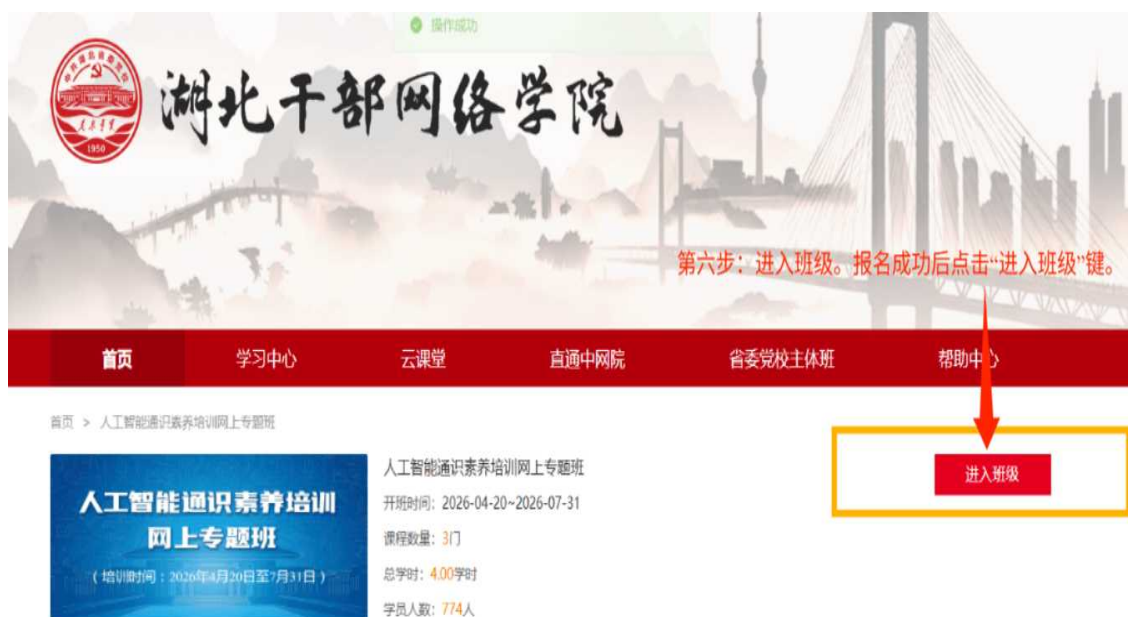 操作成功
湖北干部网络学院
1950
第六步：进入班级。报名成功后点击“进入班级”键。
首页 学习中心 云课堂 直通中网院 省委党校主体班 帮助中心
首页 > 人工智能通识素养培训网上专题班
人工智能通识素养培训网上专题班
进入班级
开班时间：2026-04-20~2026-07-31
课程数量：3门
总学时：4.00学时
学员人数：774人
人工智能通识素养培训
网上专题班
（培训时间：2026年4月20日至7月31日）